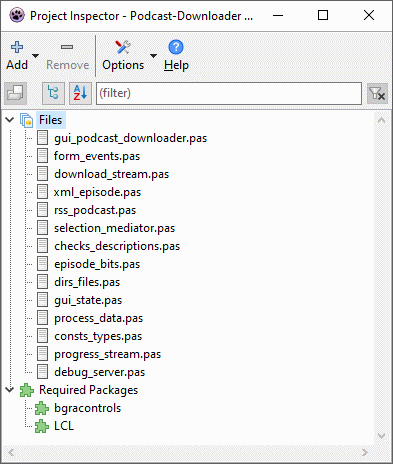 Project Inspector - Podcast-Downloader ...
Add Remove Options Help
(filter)
Files
gui_podcast_downloader.pas
form_events.pas
download_stream.pas
xml_episode.pas
rss_podcast.pas
selection_mediator.pas
checks_descriptions.pas
episode_bits.pas
dirs_files.pas
gui_state.pas
process_data.pas
consts_types.pas
progress_stream.pas
debug_server.pas
Required Packages
bgracontrols
LCL